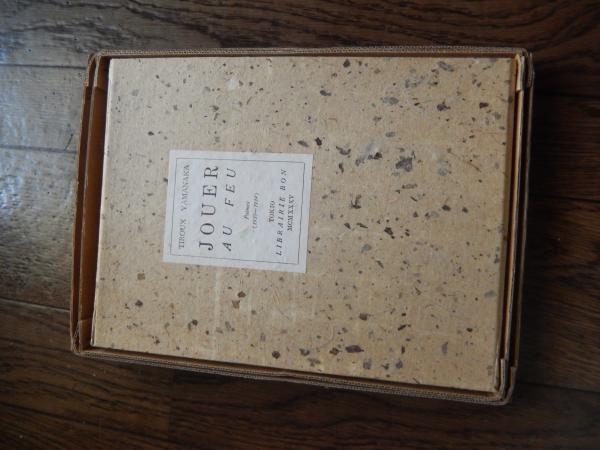 TIROUX YAMANAKA
JOUER
AU FEU
Poèmes
TOKIO
LIBRAIRIE BON
MCMXXXV